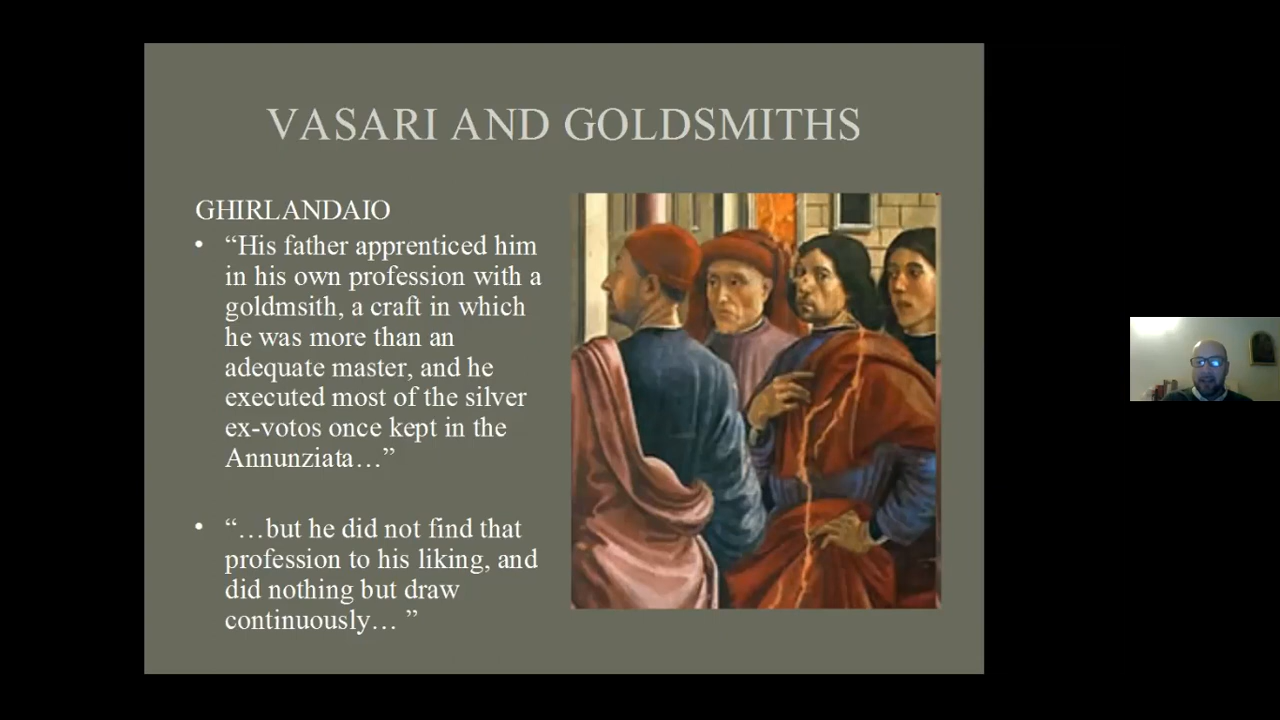 VASARI AND GOLDSMITHS
GHIRLANDAIO
• “His father apprenticed him
in his own profession with a
goldmsith, a craft in which
he was more than an
adequate master, and he
executed most of the silver
ex-votos once kept in the
Annunziata…”
• “…but he did not find that
profession to his liking, and
did nothing but draw
continuously… ”